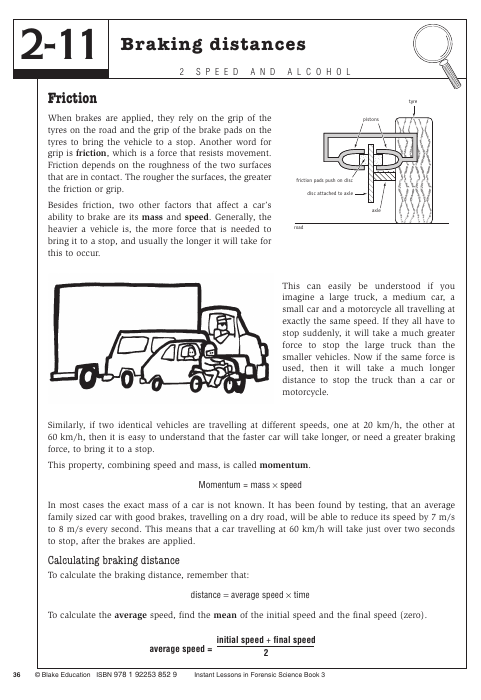 2-11
Braking distances
2 SPEED AND ALCOHOL
Friction
When brakes are applied, they rely on the grip of the
tyres on the road and the grip of the brake pads on the
tyres to bring the vehicle to a stop. Another word for
grip is friction, which is a force that resists movement.
Friction depends on the roughness of the two surfaces
that are in contact. The rougher the surfaces, the greater
the friction or grip.
Besides friction, two other factors that affect a car's
ability to brake are its mass and speed. Generally, the
heavier a vehicle is, the more force that is needed to
bring it to a stop, and usually the longer it will take for
this to occur.
tyre
pistons
friction pads push on disc
disc attached to axle
axle
road
This can easily be understood if you
imagine a large truck, a medium car, a
small car and a motorcycle all travelling at
exactly the same speed. If they all have to
stop suddenly, it will take a much greater
force to stop the large truck than the
smaller vehicles. Now if the same force is
used, then it will take a much longer
distance to stop the truck than a car or
motorcycle.
Similarly, if two identical vehicles are travelling at different speeds, one at 20 km/h, the other at
60 km/h, then it is easy to understand that the faster car will take longer, or need a greater braking
force, to bring it to a stop.
This property, combining speed and mass, is called momentum.
Momentum = mass × speed
In most cases the exact mass of a car is not known. It has been found by testing, that an average
family sized car with good brakes, travelling on a dry road, will be able to reduce its speed by 7 m/s
to 8 m/s every second. This means that a car travelling at 60 km/h will take just over two seconds
to stop, after the brakes are applied.
Calculating braking distance
To calculate the braking distance, remember that:
distance = average speed × time
To calculate the average speed, find the mean of the initial speed and the final speed (zero).
average speed = initial speed + final speed
2
36 © Blake Education ISBN 978 1 92253 852 9 Instant Lessons in Forensic Science Book 3